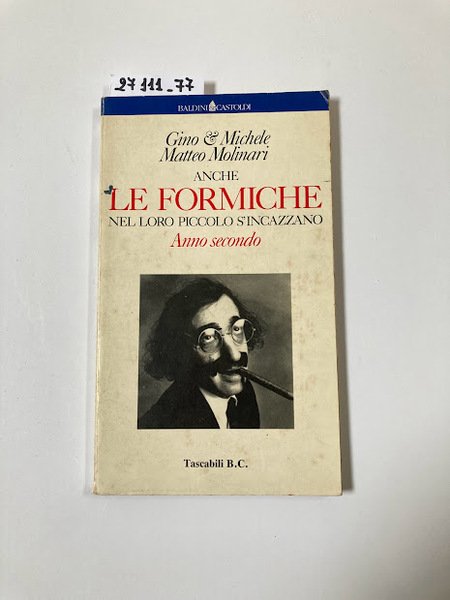 27111_77
BALDINI & CASTOLDI
Gino & Michele
Matteo Molinari
ANCHE
LE FORMICHE
NEL LORO PICCOLO S'INCAZZANO
Anno secondo
Tascabili B.C.